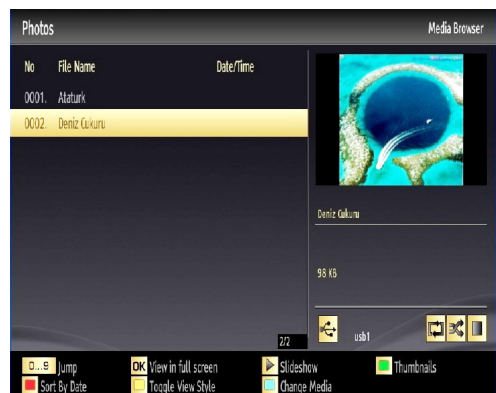 Photos Media Browser
No File Name Date/Time
0001. Ataturk
0002. Deniz Cukuru
Deniz Cukuru
98 KB
usb1
2/2
0...9 Jump OK View in full screen Slideshow Thumbnails
Sort By Date Toggle View Style Change Media